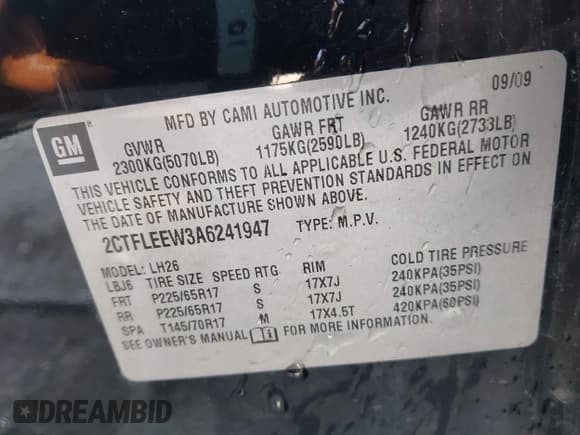 MFD BY CAMI AUTOMOTIVE INC. 09/09
GM
GVWR GAWR FRT GAWR RR
2300KG(5070LB) 1175KG(2590LB) 1240KG(2733LB)
THIS VEHICLE CONFORMS TO ALL APPLICABLE U.S. FEDERAL MOTOR
VEHICLE SAFETY AND THEFT PREVENTION STANDARDS IN EFFECT ON
THE DATE OF MANUFACTURE SHOWN ABOVE.
2CTFLEEW3A6241947 TYPE: M.P.V.
MODEL: LH26
LBJ6 TIRE SIZE SPEED RTG RIM COLD TIRE PRESSURE
FRT P225/65R17 S 17X7J 240KPA(35PSI)
RR P225/65R17 S 17X7J 240KPA(35PSI)
SPA T145/70R17 M 17X4.5T 420KPA(60PSI)
SEE OWNER'S MANUAL FOR MORE INFORMATION.
DREAMBID